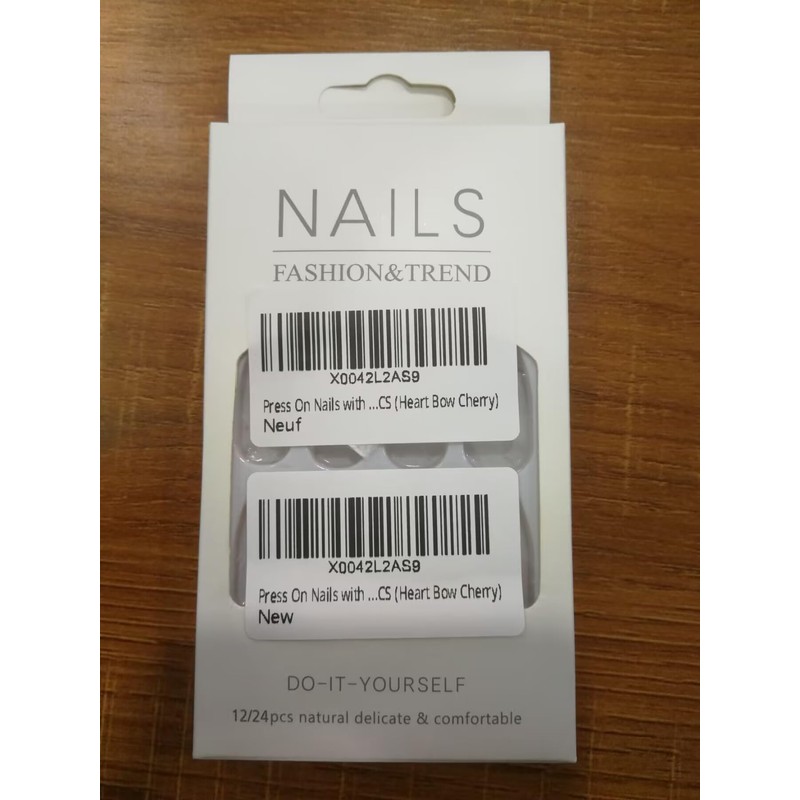 NAILS
FASHION&TREND
X0042L2AS9
Press On Nails with ...CS (Heart Bow Cherry)
Neuf
X0042L2AS9
Press On Nails with ...CS (Heart Bow Cherry)
New
DO-IT-YOURSELF
12/24pcs natural delicate & comfortable